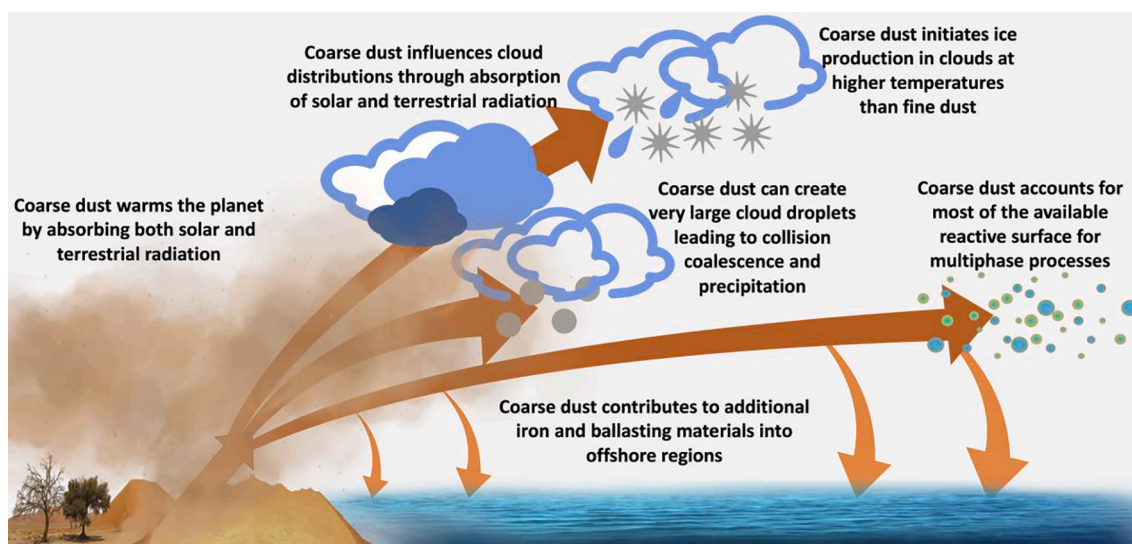 Coarse dust influences cloud
distributions through absorption
of solar and terrestrial radiation
Coarse dust initiates ice
production in clouds at
higher temperatures
than fine dust
Coarse dust warms the planet
by absorbing both solar and
terrestrial radiation
Coarse dust can create
very large cloud droplets
leading to collision
coalescence and
precipitation
Coarse dust accounts for
most of the available
reactive surface for
multiphase processes
Coarse dust contributes to additional
iron and ballasting materials into
offshore regions